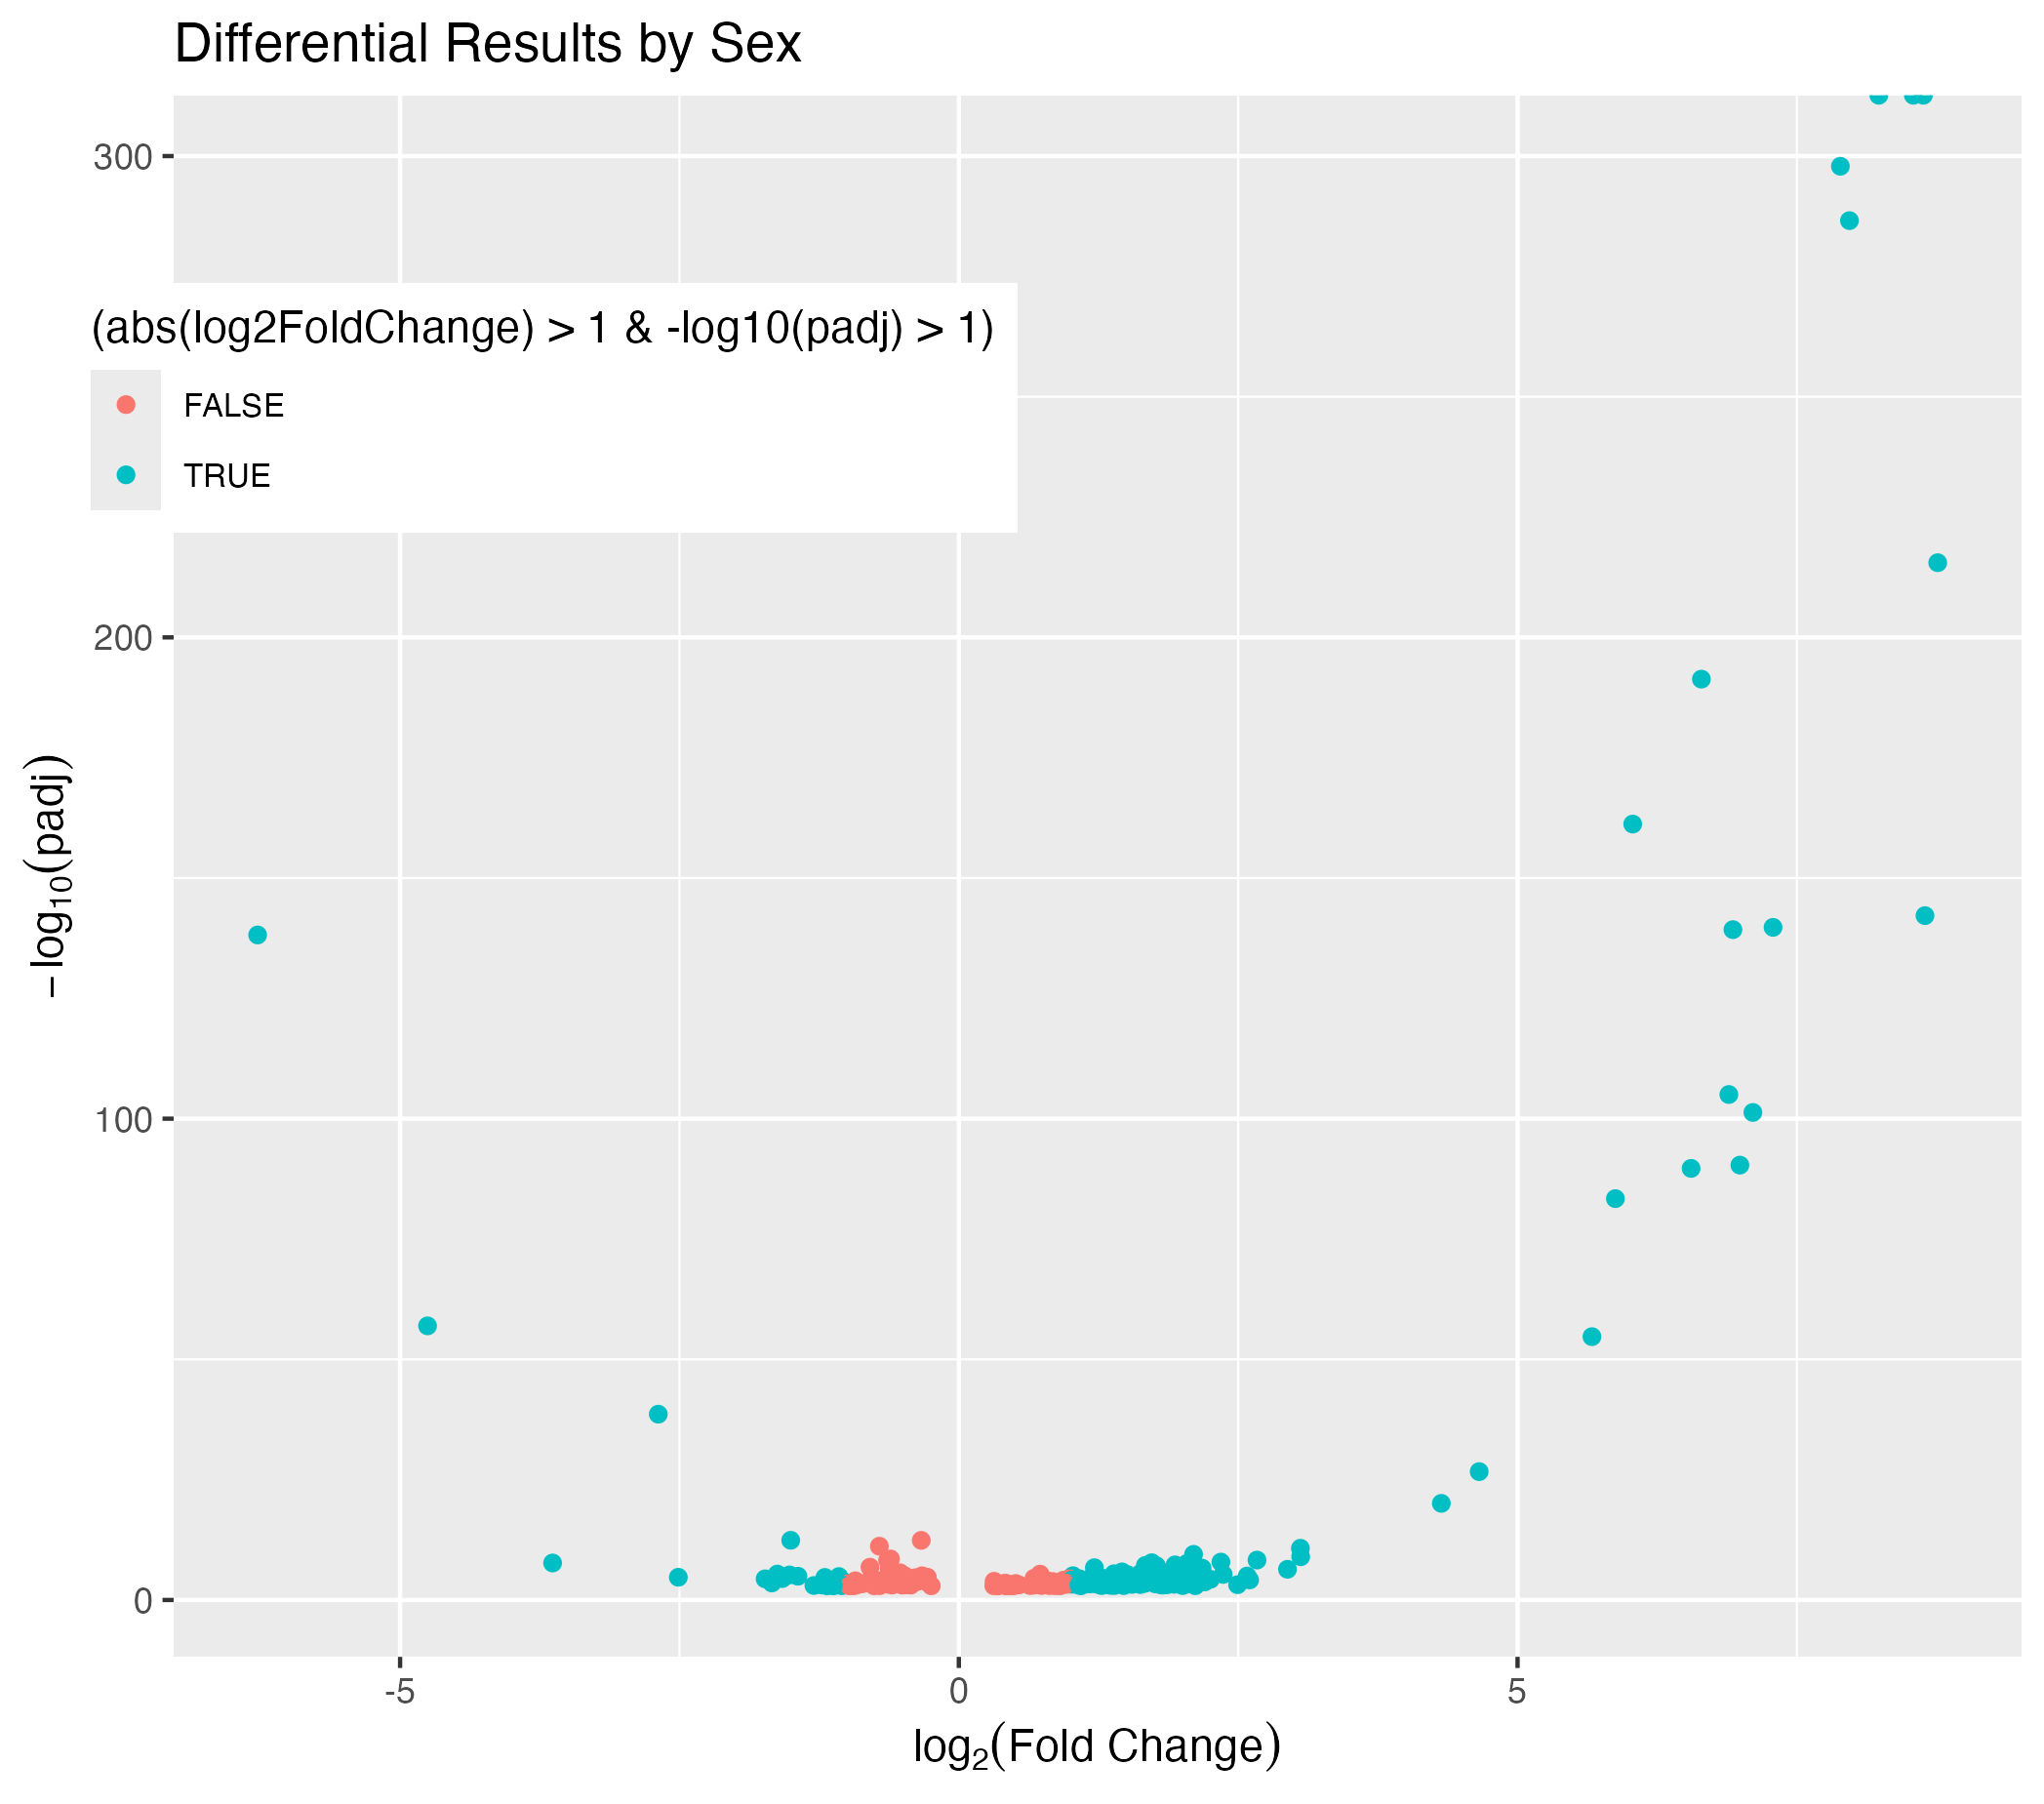 Differential Results by Sex
300
(abs(log2FoldChange) > 1 & -log10(padj) > 1)
FALSE
TRUE
200
−log₁₀(padj)
100
0
-5
0
5
log₂(Fold Change)